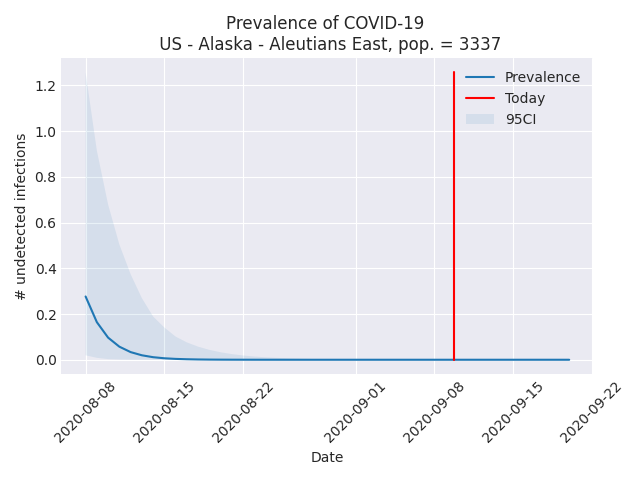 Prevalence of COVID-19
US - Alaska - Aleutians East, pop. = 3337
Prevalence
Today
95CI
# undetected infections
1.2
1.0
0.8
0.6
0.4
0.2
0.0
2020-08-08
2020-08-15
2020-08-22
2020-09-01
2020-09-08
2020-09-15
2020-09-22
Date